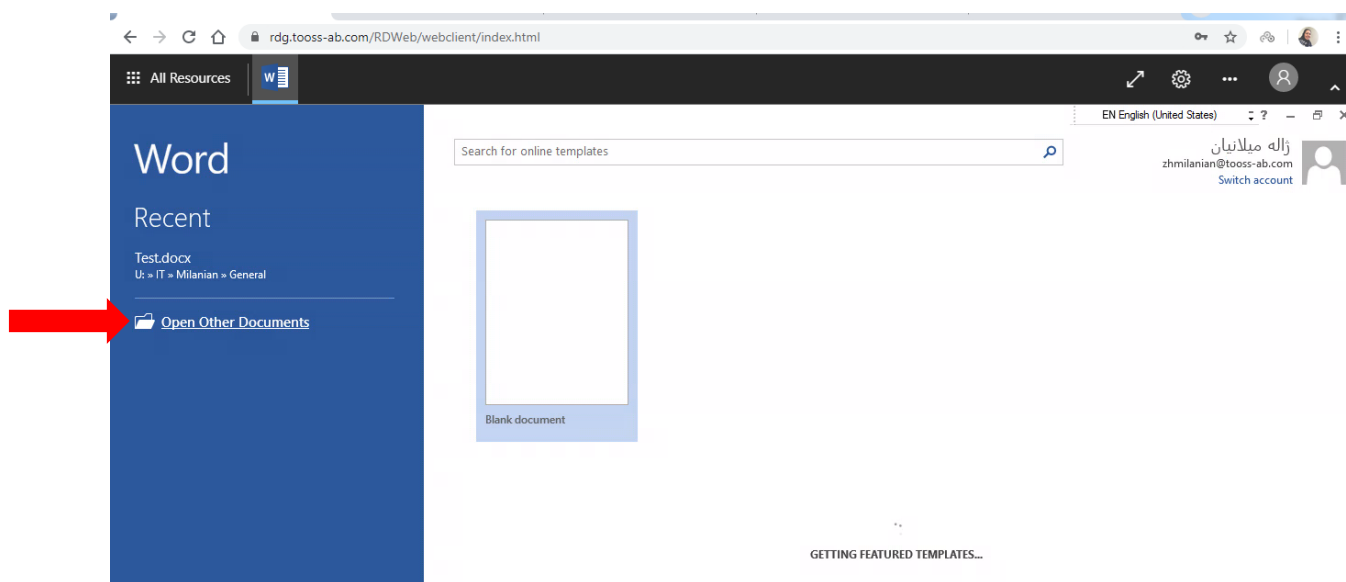 rdg.tooss-ab.com/RDWeb/webclient/index.html
All Resources
W
EN English (United States)
?
Word
Search for online templates
ژاله میلانیان
zhmilanian@tooss-ab.com
Switch account
Recent
Test.docx
U: » IT » Milanian » General
Open Other Documents
Blank document
GETTING FEATURED TEMPLATES...